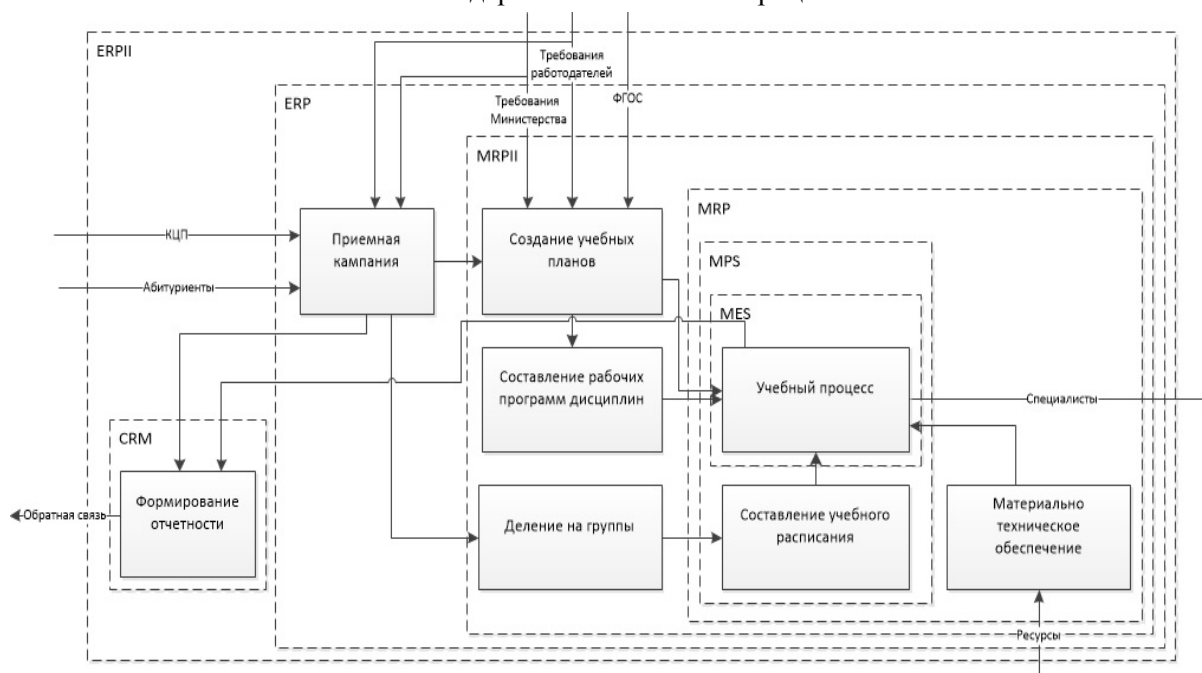 ERPII
Требования
работодателей
ERP
Требования
Министерства
ФГОС
MRPII
MRP
КЦП
Приемная
кампания
Создание учебных
планов
MPS
Абитуриенты
MES
Составление рабочих
программ дисциплин
Учебный процесс
Специалисты
CRM
Формирование
отчетности
Обратная связь
Деление на группы
Составление учебного
расписания
Материально
техническое
обеспечение
Ресурсы